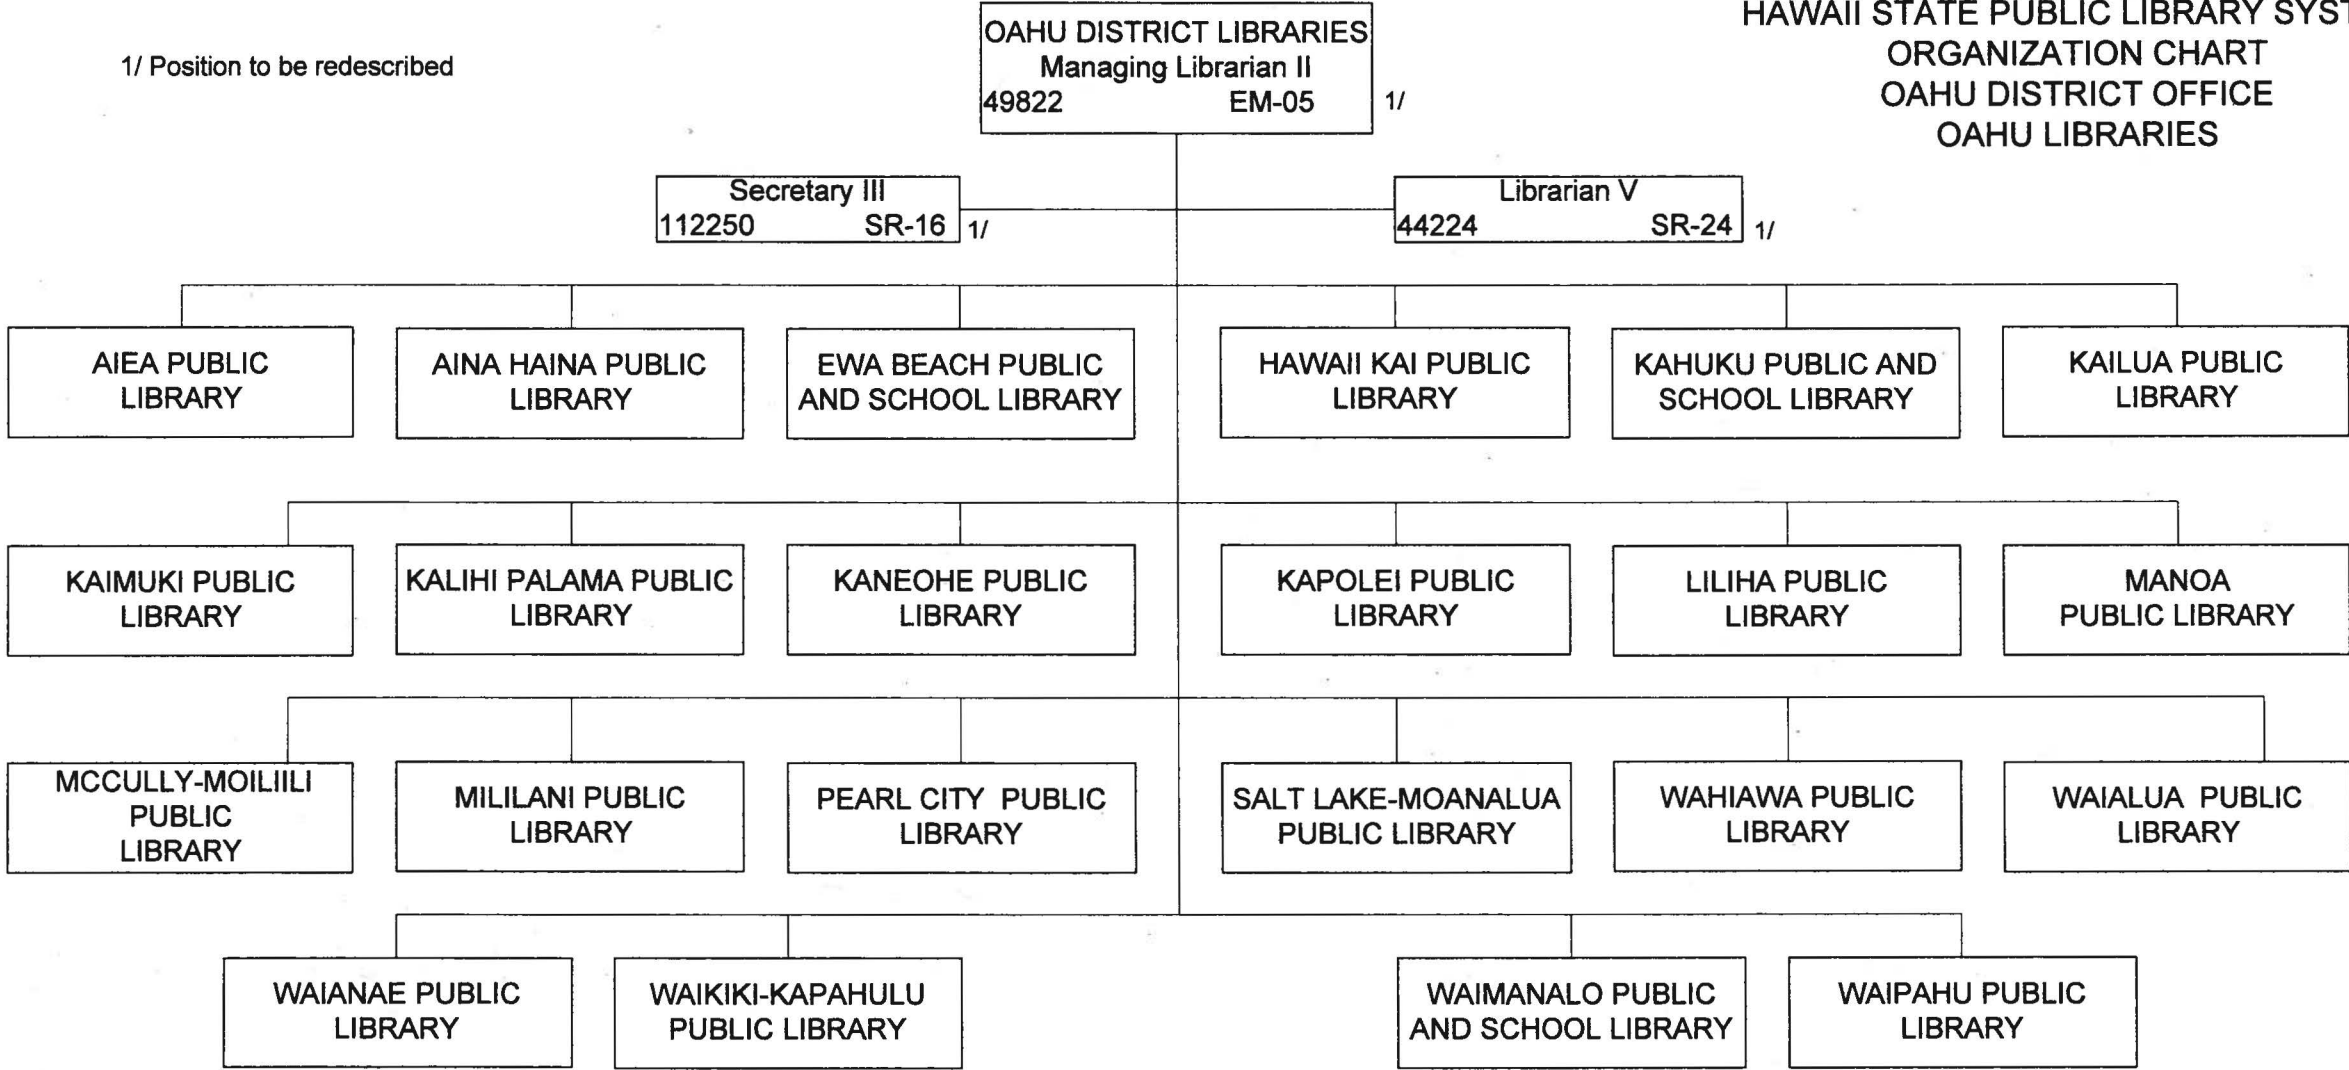 HAWAII STATE PUBLIC LIBRARY
ORGANIZATION CHART
OAHU DISTRICT OFFICE
OAHU LIBRARIES
1/ Position to be redescribed
OAHU DISTRICT LIBRARIES
Managing Librarian II
49822 EM-05 1/
Secretary III
112250 SR-16 1/
Librarian V
44224 SR-24 1/
AIEA PUBLIC
LIBRARY
AINA HAINA PUBLIC
LIBRARY
EWA BEACH PUBLIC
AND SCHOOL LIBRARY
HAWAII KAI PUBLIC
LIBRARY
KAHUKU PUBLIC AND
SCHOOL LIBRARY
KAILUA PUBLIC
LIBRARY
KAIMUKI PUBLIC
LIBRARY
KALIHI PALAMA PUBLIC
LIBRARY
KANEOHE PUBLIC
LIBRARY
KAPOLEI PUBLIC
LIBRARY
LILIHA PUBLIC
LIBRARY
MANOA
PUBLIC LIBRARY
MCCULLY-MOILIILI
PUBLIC
LIBRARY
MILILANI PUBLIC
LIBRARY
PEARL CITY PUBLIC
LIBRARY
SALT LAKE-MOANALUA
PUBLIC LIBRARY
WAHIAWA PUBLIC
LIBRARY
WAIALUA PUBLIC
LIBRARY
WAIANAE PUBLIC
LIBRARY
WAIKIKI-KAPAHULU
PUBLIC LIBRARY
WAIMANALO PUBLIC
AND SCHOOL LIBRARY
WAIPAHU PUBLIC
LIBRARY